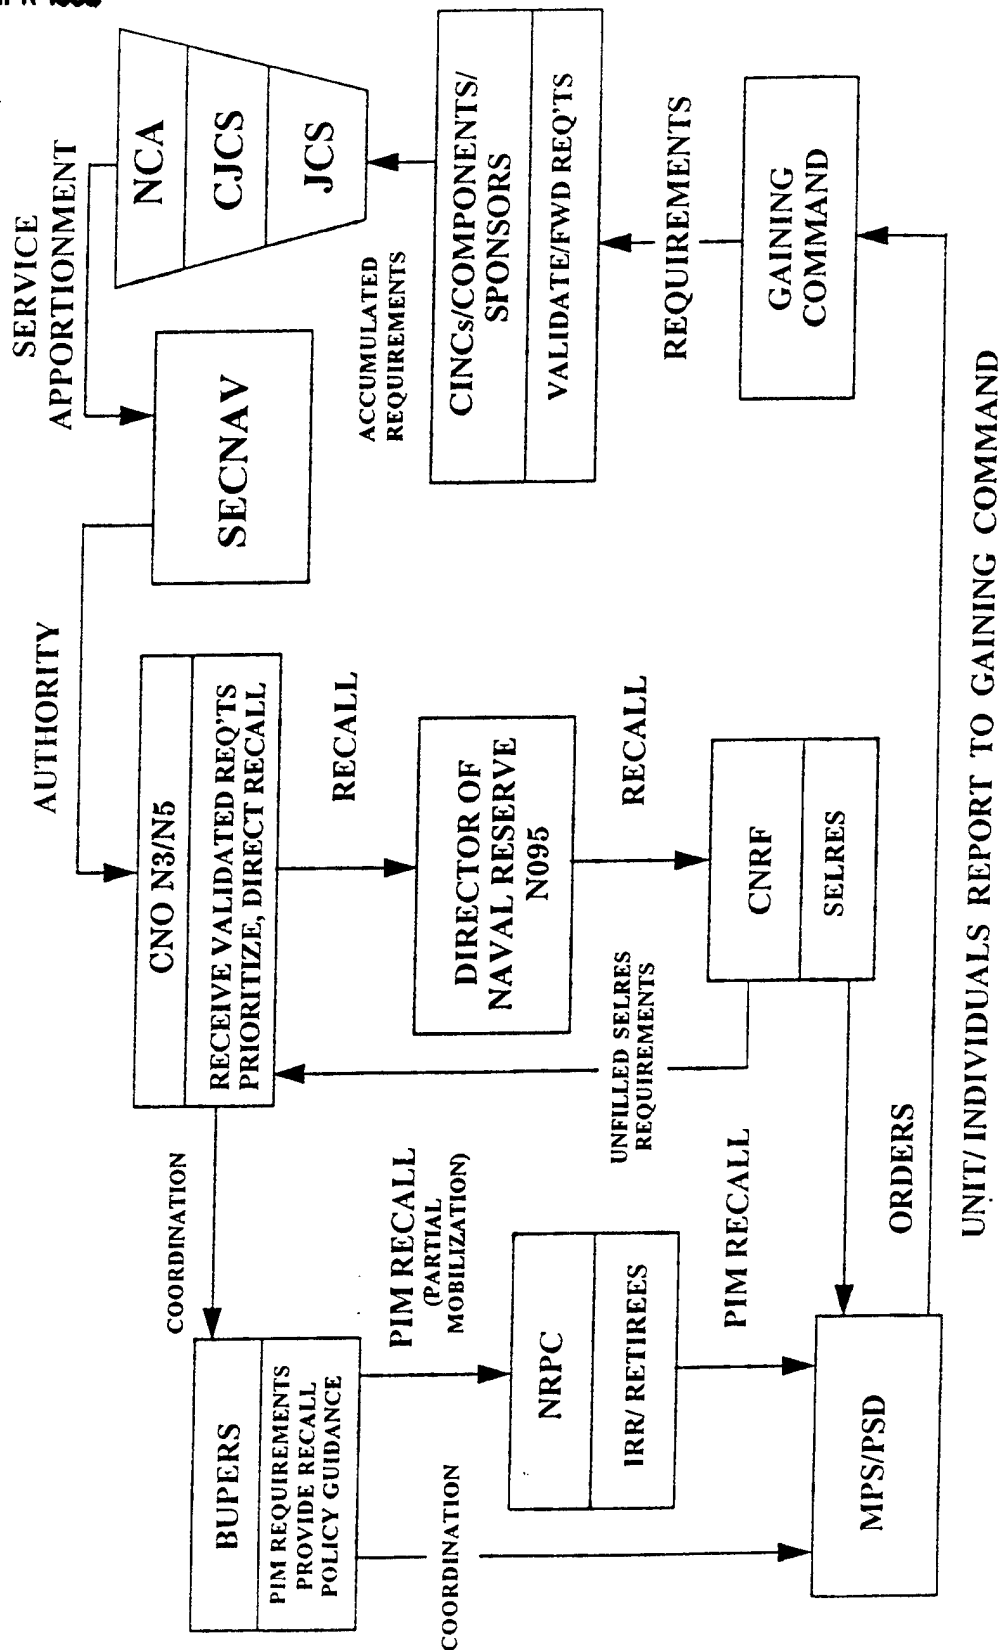 SERVICE
APPORTIONMENT
NCA
CJCS
JCS
SECNAV
AUTHORITY
ACCUMULATED
REQUIREMENTS
CINCs/COMPONENTS/
SPONSORS
VALIDATE/FWD REQ'TS
REQUIREMENTS
GAINING
COMMAND
CNO N3/N5
RECEIVE VALIDATED REQ'TS
PRIORITIZE, DIRECT RECALL
RECALL
DIRECTOR OF
NAVAL RESERVE
N095
RECALL
CNRF
SELRES
UNFILLED SELRES
REQUIREMENTS
COORDINATION
BUPERS
PIM REQUIREMENTS
PROVIDE RECALL
POLICY GUIDANCE
PIM RECALL
(PARTIAL
MOBILIZATION)
NRPC
IRR/ RETIREES
PIM RECALL
COORDINATION
MPS/PSD
ORDERS
UNIT/ INDIVIDUALS REPORT TO GAINING COMMAND